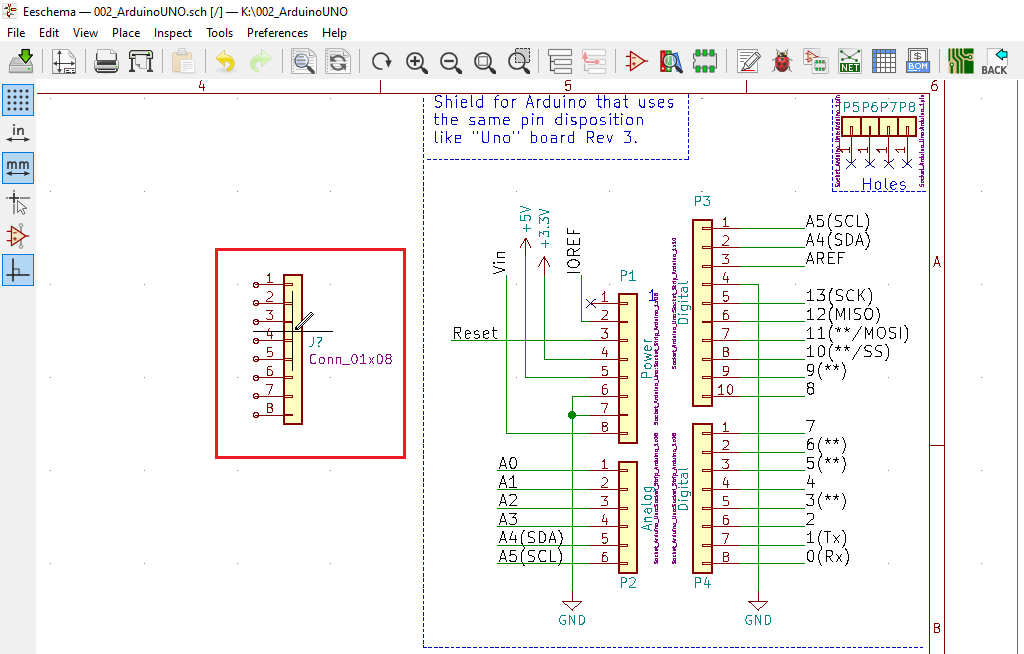 Eeschema — 002_ArduinoUNO.sch [/] — K:\002_ArduinoUNO
File Edit View Place Inspect Tools Preferences Help
NET
BOM
BACK
in
mm
4 5 6
Shield for Arduino that uses
the same pin disposition
like "Uno" board Rev 3.
P5 P6 P7 P8
1 1 1 1
Holes
A
B
1
2
3
4
5
6
7
8
J?
Conn_01x08
Vin
+5V
+3.3V
IOREF
Reset
P1
1
1
2
3
4
5
6
7
8
Power
Socket_Strip_Arduino_1x08
P3
1 A5(SCL)
2 A4(SDA)
3 AREF
4
5 13(SCK)
6 12(MISO)
7 11(**/MOSI)
8 10(**/SS)
9 9(**)
10 8
Digital
A0 1
A1 2
A2 3
A3 4
A4(SDA) 5
A5(SCL) 6
Analog
P2
1 7
2 6(**)
3 5(**)
4 4
5 3(**)
6 2
7 1(Tx)
8 0(Rx)
Digital
P4
GND
GND